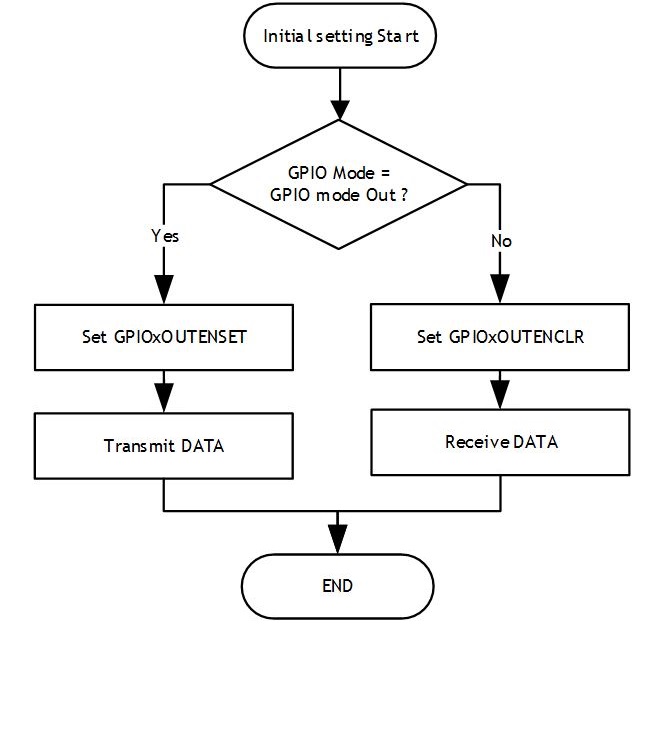 Initial setting Start
GPIO Mode =
GPIO mode Out ?
Yes
No
Set GPIOxOUTENSET
Set GPIOxOUTENCLR
Transmit DATA
Receive DATA
END